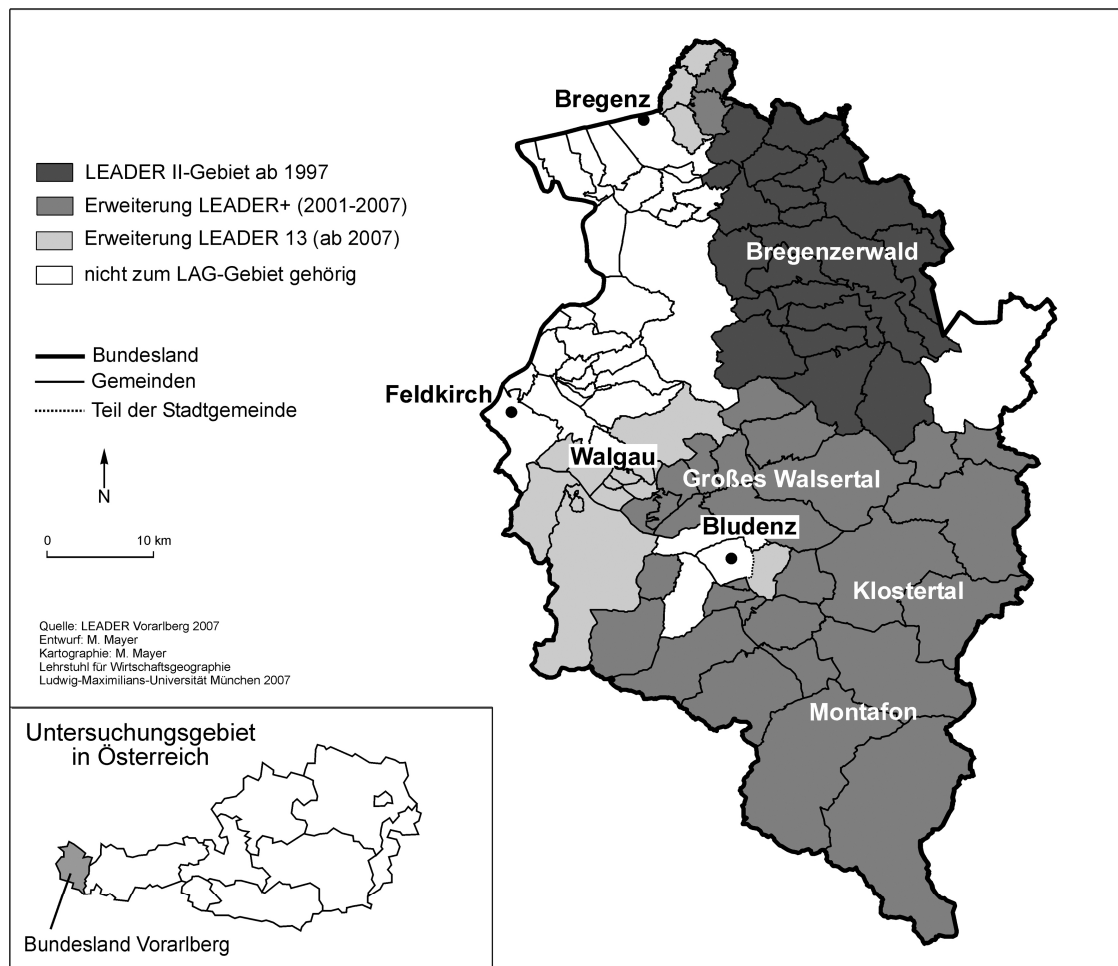 Bregenz
LEADER II-Gebiet ab 1997
Erweiterung LEADER+ (2001-2007)
Erweiterung LEADER 13 (ab 2007)
nicht zum LAG-Gebiet gehörig
Bregenzerwald
Bundesland
Gemeinden
Teil der Stadtgemeinde
Feldkirch
Walgau
Großes Walsertal
N
Bludenz
0 10 km
Klostertal
Quelle: LEADER Vorarlberg 2007
Entwurf: M. Mayer
Kartographie: M. Mayer
Lehrstuhl für Wirtschaftsgeographie
Ludwig-Maximilians-Universität München 2007
Montafon
Untersuchungsgebiet
in Österreich
Bundesland Vorarlberg